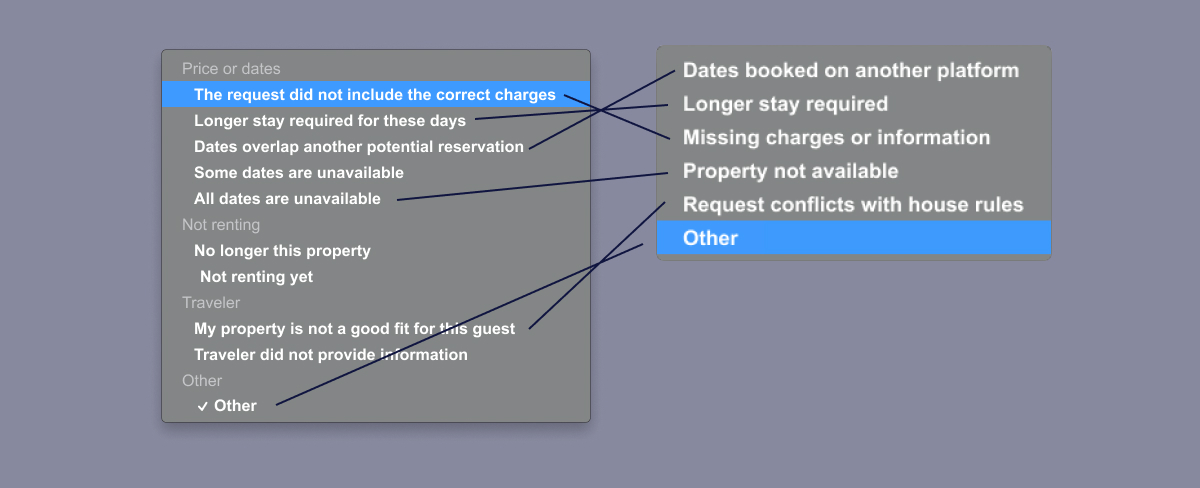 Price or dates
The request did not include the correct charges
Longer stay required for these days
Dates overlap another potential reservation
Some dates are unavailable
All dates are unavailable
Not renting
No longer this property
Not renting yet
Traveler
My property is not a good fit for this guest
Traveler did not provide information
Other
✓ Other
Dates booked on another platform
Longer stay required
Missing charges or information
Property not available
Request conflicts with house rules
Other